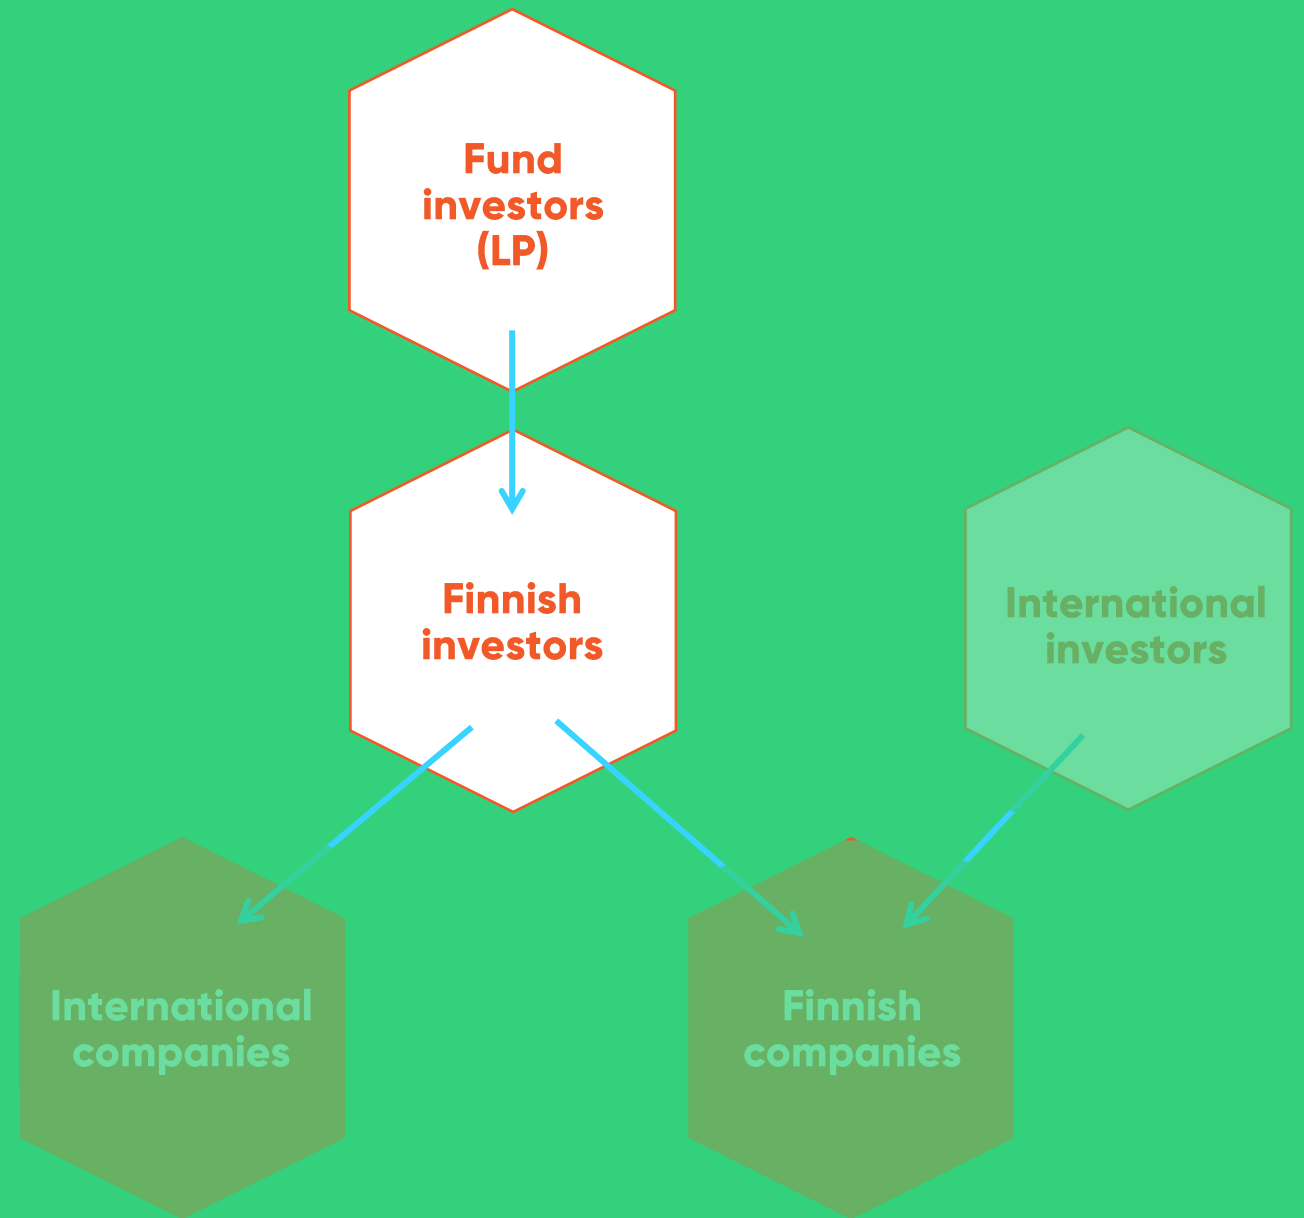 Fund
investors
(LP)
Finnish
investors
International
investors
International
companies
Finnish
companies